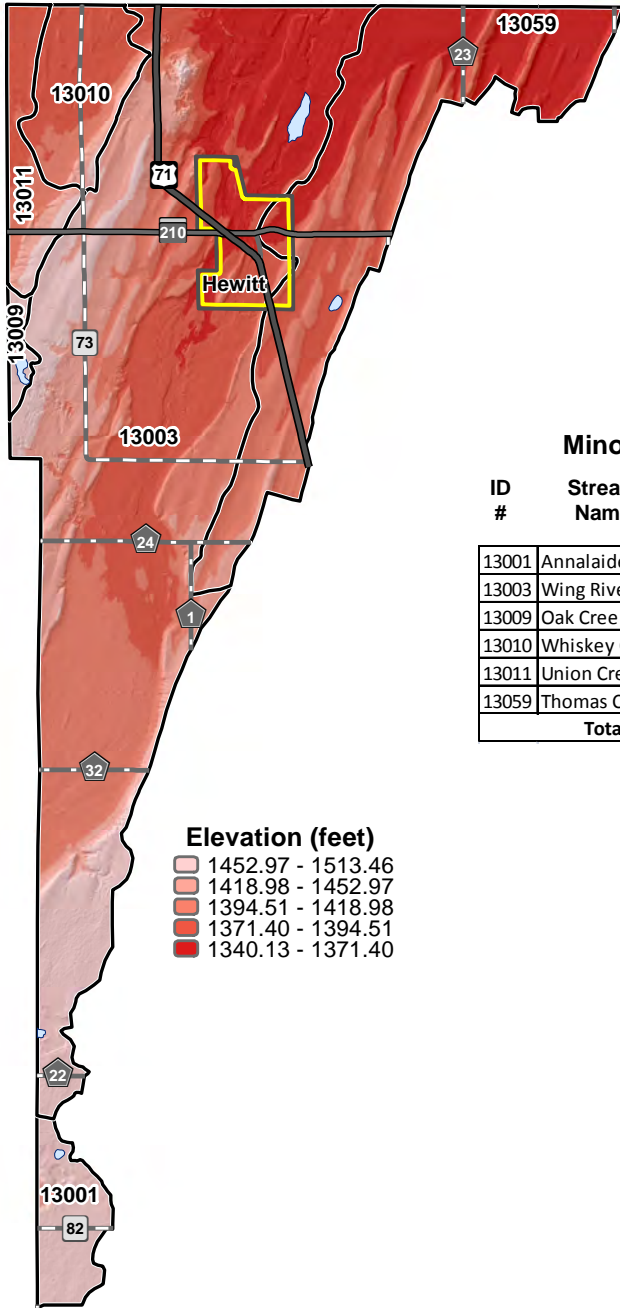 13059
23
13010
71
13011
210
Hewitt
13009
73
13003
Mino
ID Strea
# Nam
24
1
13001 Annalaide
13003 Wing Rive
13009 Oak Cree
13010 Whiskey
13011 Union Cre
13059 Thomas C
Tota
32
Elevation (feet)
1452.97 - 1513.46
1418.98 - 1452.97
1394.51 - 1418.98
1371.40 - 1394.51
1340.13 - 1371.40
22
13001
82